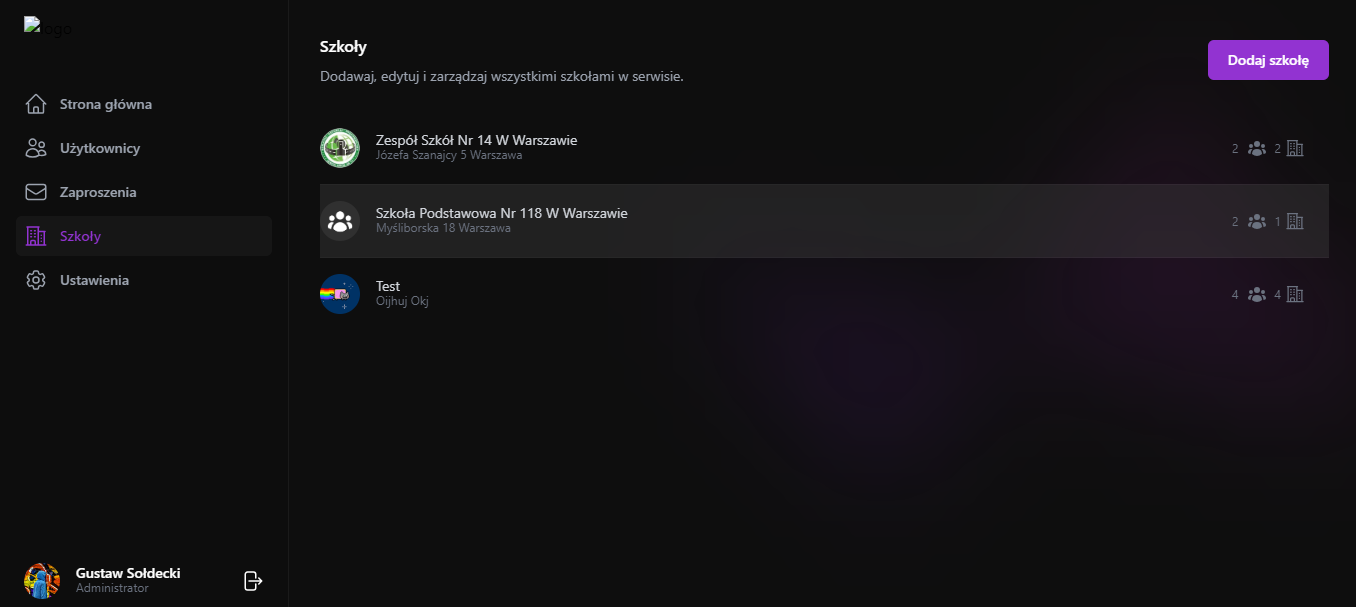 logo
Strona główna
Użytkownicy
Zaproszenia
Szkoły
Ustawienia
Gustaw Sołdecki
Administrator
Szkoły
Dodawaj, edytuj i zarządzaj wszystkimi szkołami w serwisie.
Dodaj szkołę
Zespół Szkół Nr 14 W Warszawie
Józefa Szanajcy 5 Warszawa
2 2
Szkoła Podstawowa Nr 118 W Warszawie
Myśliborska 18 Warszawa
2 1
Test
Oijhuj Okj
4 4